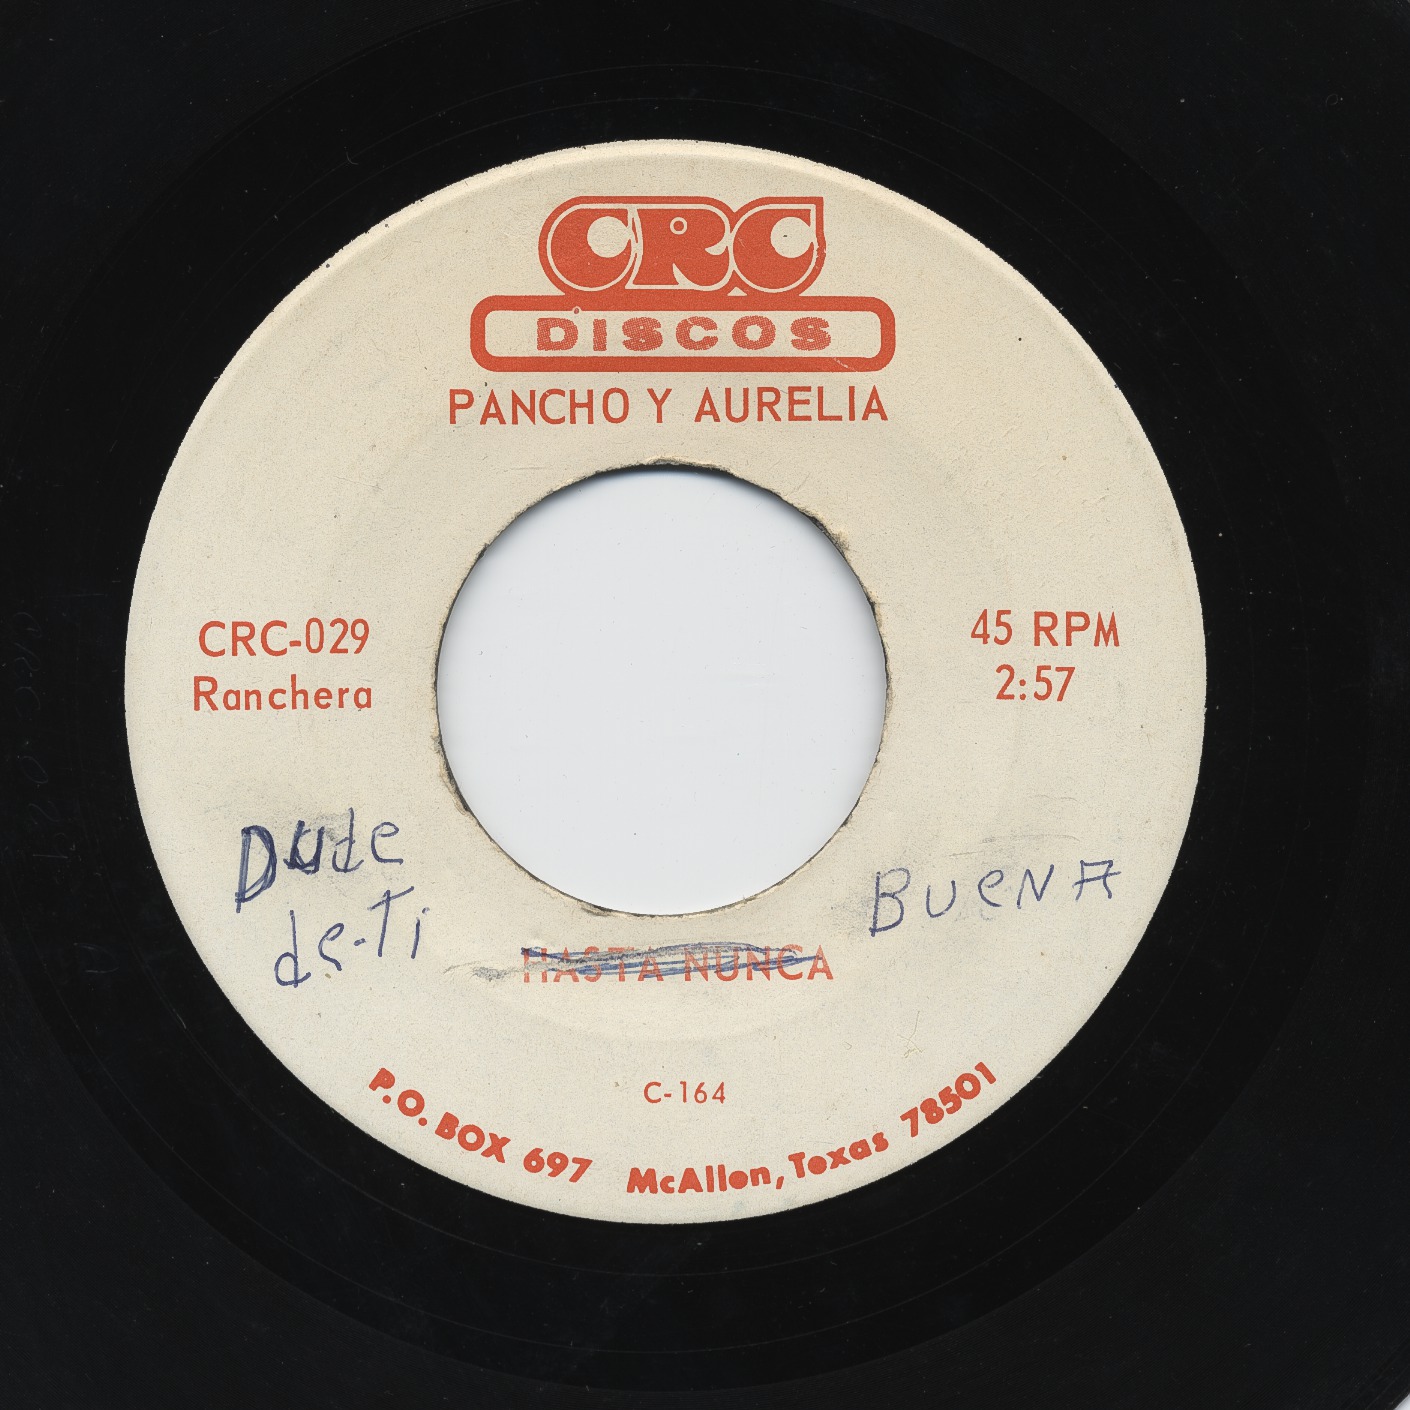 CRC
DISCOS
PANCHO Y AURELIA
CRC-029
Ranchera
45 RPM
2:57
Dude
de-Ti
BUeNA
HASTA NUNCA
C-164
P.O. BOX 697 McAllen, Texas 78501